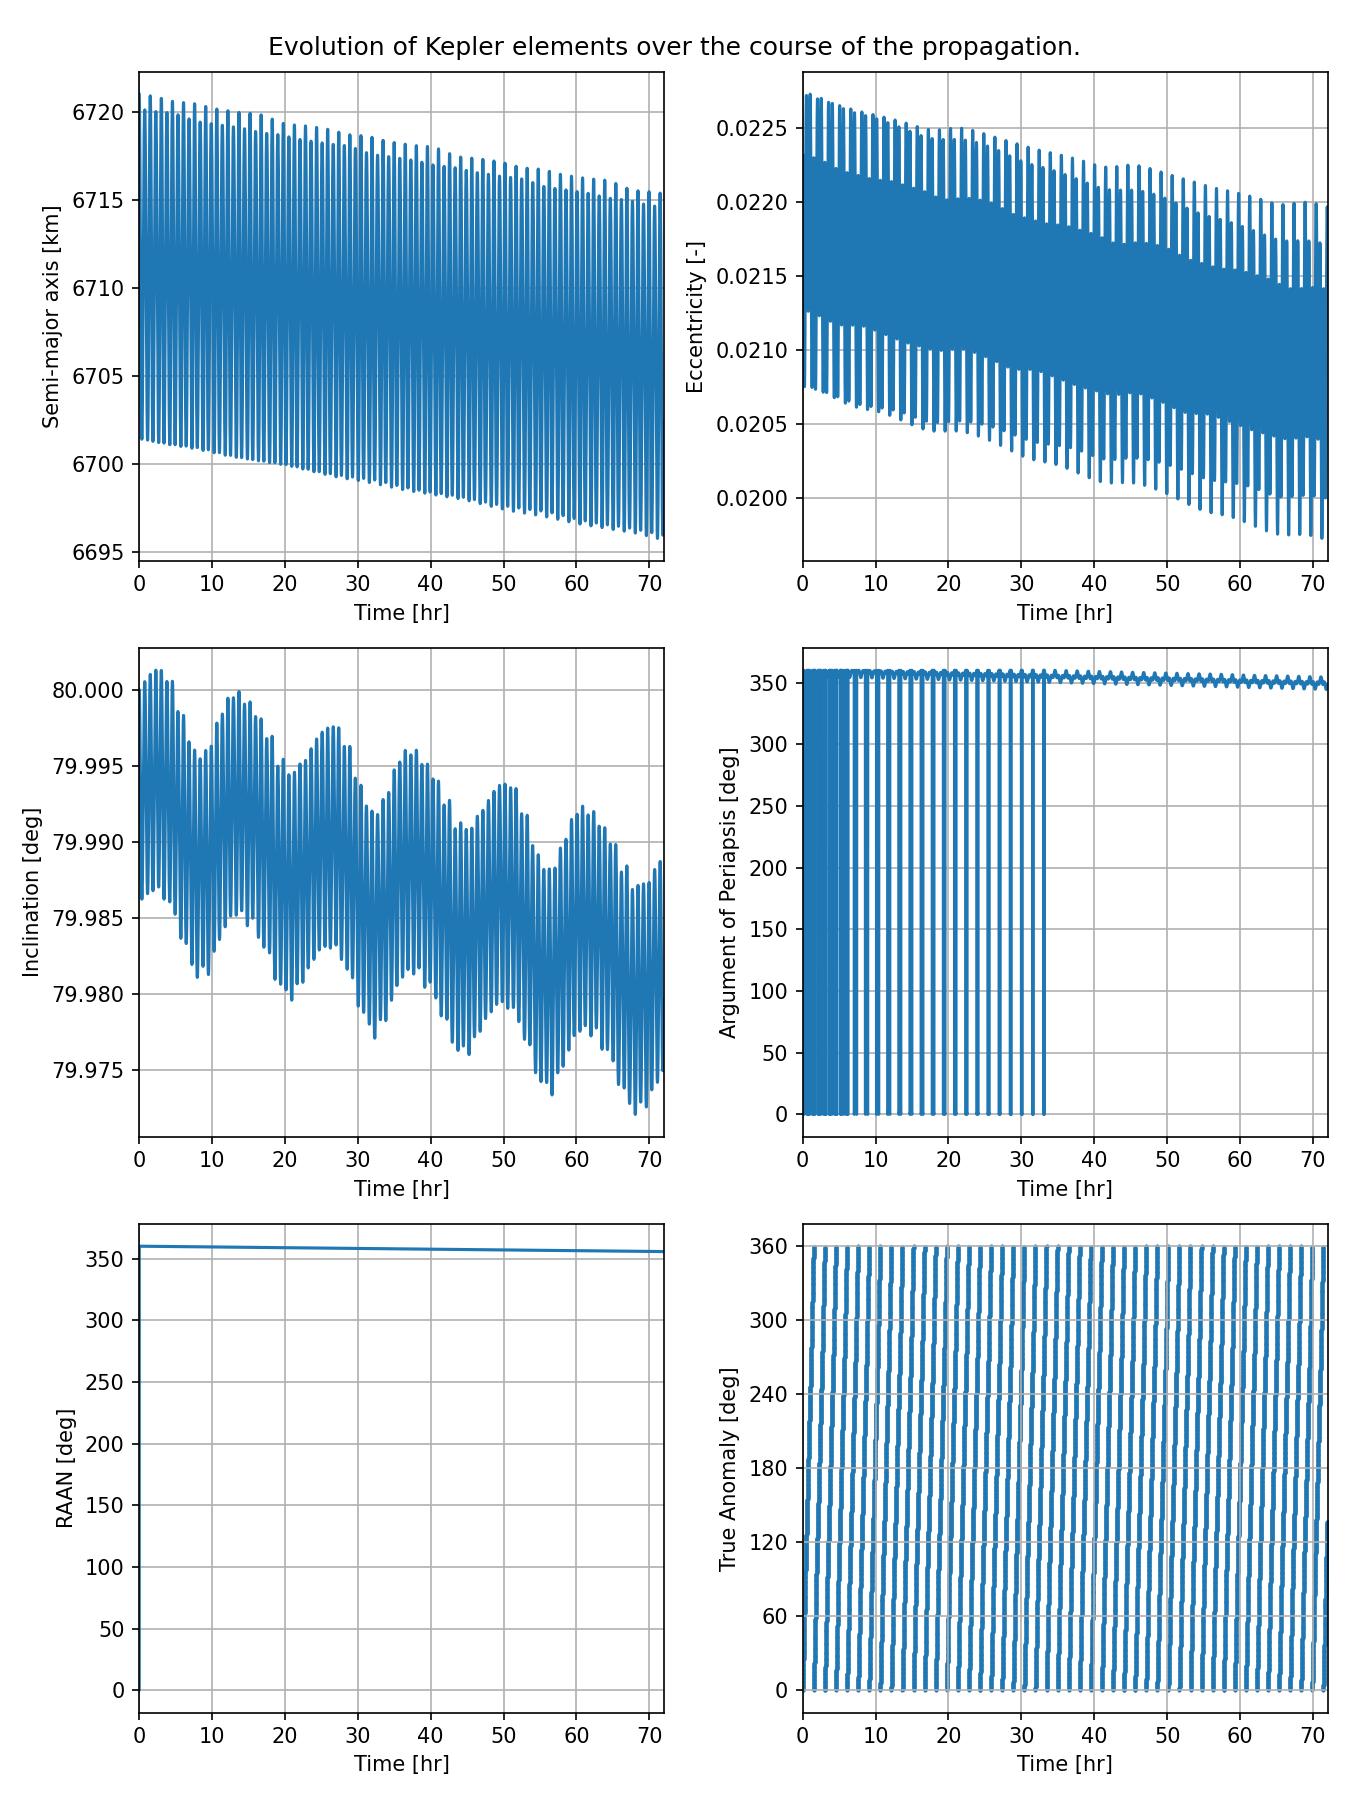 Evolution of Kepler elements over the course of the propagation.
Semi-major axis [km]
6720
6715
6710
6705
6700
6695
0 10 20 30 40 50 60 70
Time [hr]
Eccentricity [-]
0.0225
0.0220
0.0215
0.0210
0.0205
0.0200
0 10 20 30 40 50 60 70
Time [hr]
Inclination [deg]
80.000
79.995
79.990
79.985
79.980
79.975
0 10 20 30 40 50 60 70
Time [hr]
Argument of Periapsis [deg]
350
300
250
200
150
100
50
0
0 10 20 30 40 50 60 70
Time [hr]
RAAN [deg]
350
300
250
200
150
100
50
0
0 10 20 30 40 50 60 70
Time [hr]
True Anomaly [deg]
360
300
240
180
120
60
0
0 10 20 30 40 50 60 70
Time [hr]